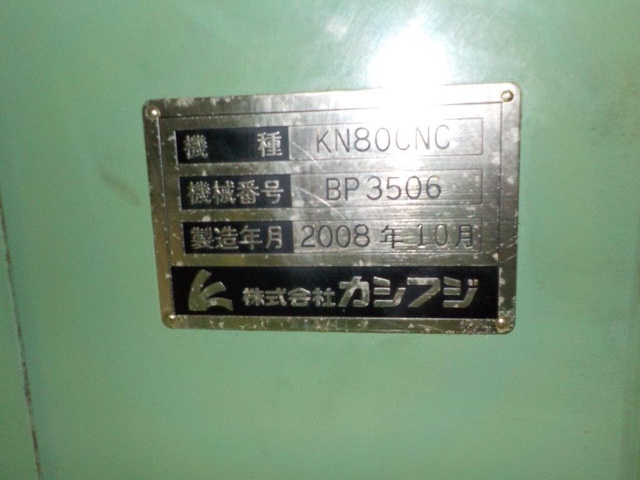 機種 KN80CNC
機械番号 BP3506
製造年月 2008年10月
株式会社カシフジ